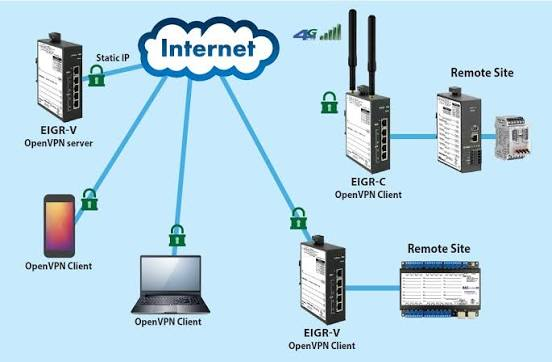 Internet
4G
Static IP
Remote Site
EIGR-V
OpenVPN server
EIGR-C
OpenVPN Client
OpenVPN Client
Remote Site
OpenVPN Client
EIGR-V
OpenVPN Client